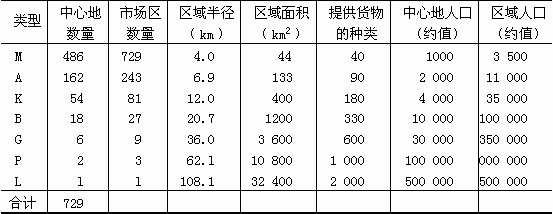 类型 中心地数量 市场区数量 区域半径(km) 区域面积(km²) 提供货物的种类 中心地人口(约值) 区域人口(约值)
M 486 729 4.0 44 40 1000 3 500
A 162 243 6.9 133 90 2 000 11 000
K 54 81 12.0 400 180 4 000 35 000
B 18 27 20.7 1200 330 10 000 100 000
G 6 9 36.0 3 600 600 30 000 350 000
P 2 3 62.1 10 800 1 000 100 000 000 000
L 1 1 108.1 32 400 2 000 500 000 500 000
合计 729